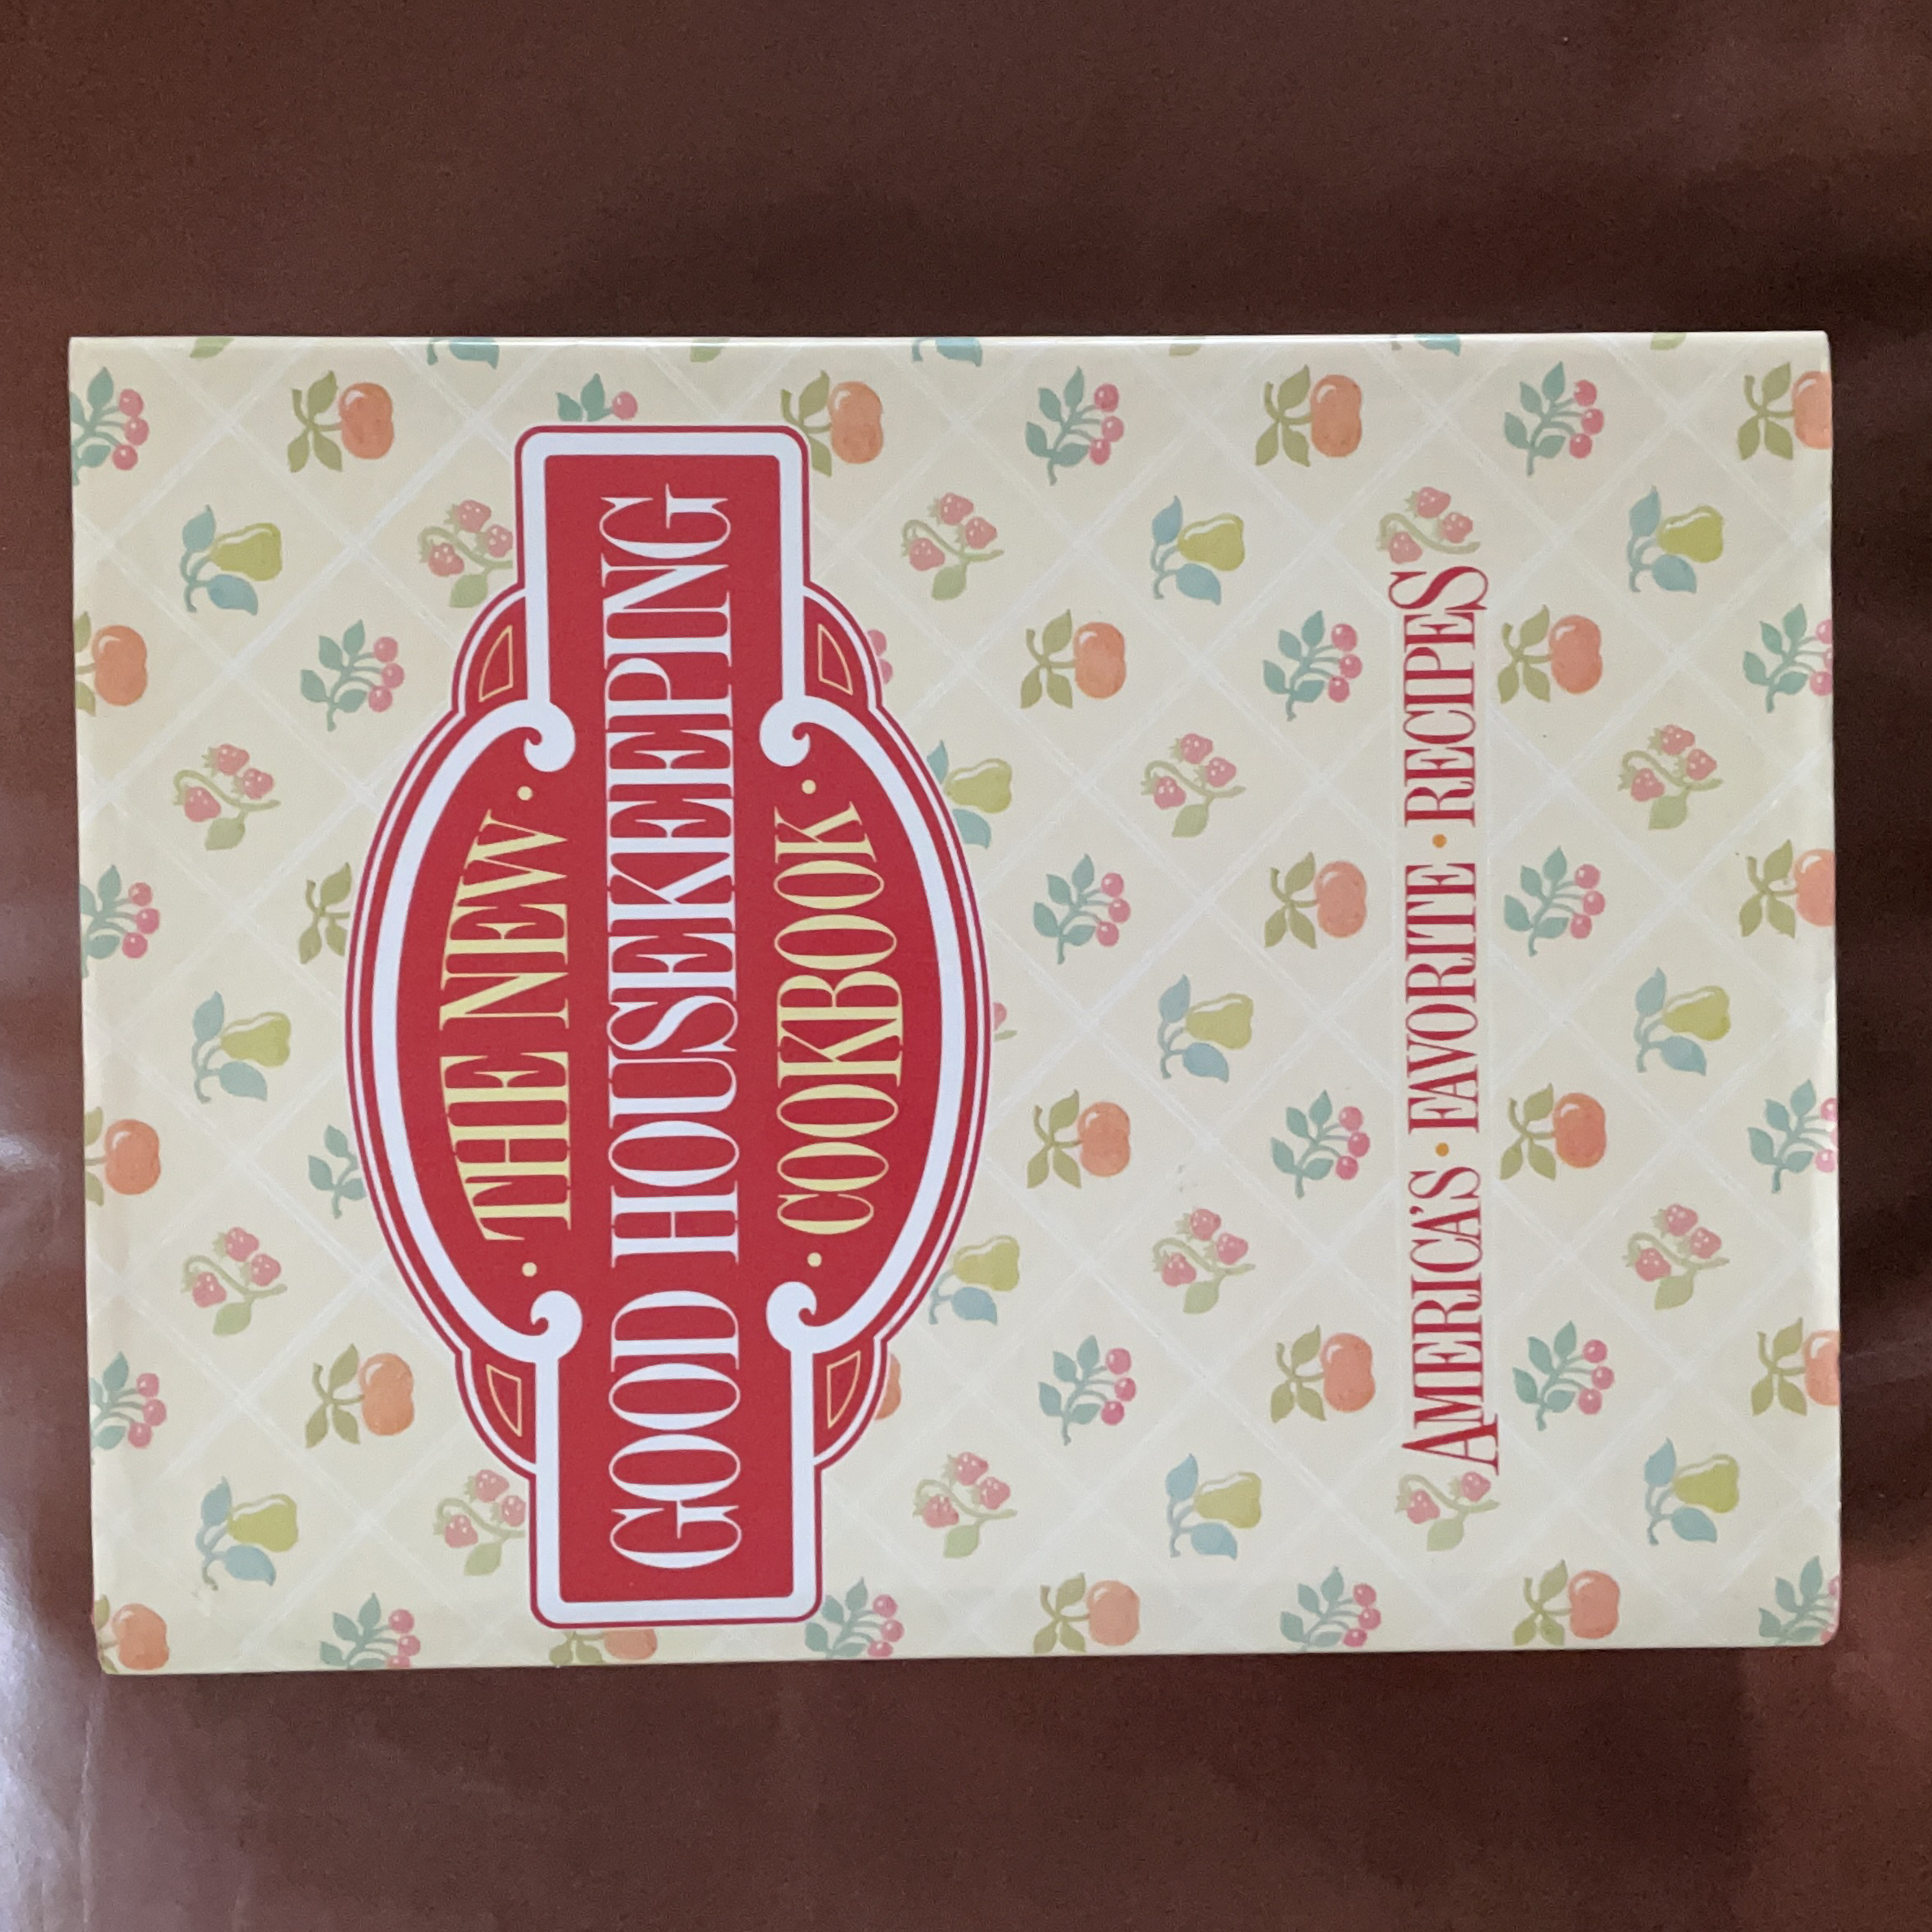 THE NEW
GOOD HOUSEKEEPING
COOKBOOK
AMERICA'S • FAVORITE • RECIPES